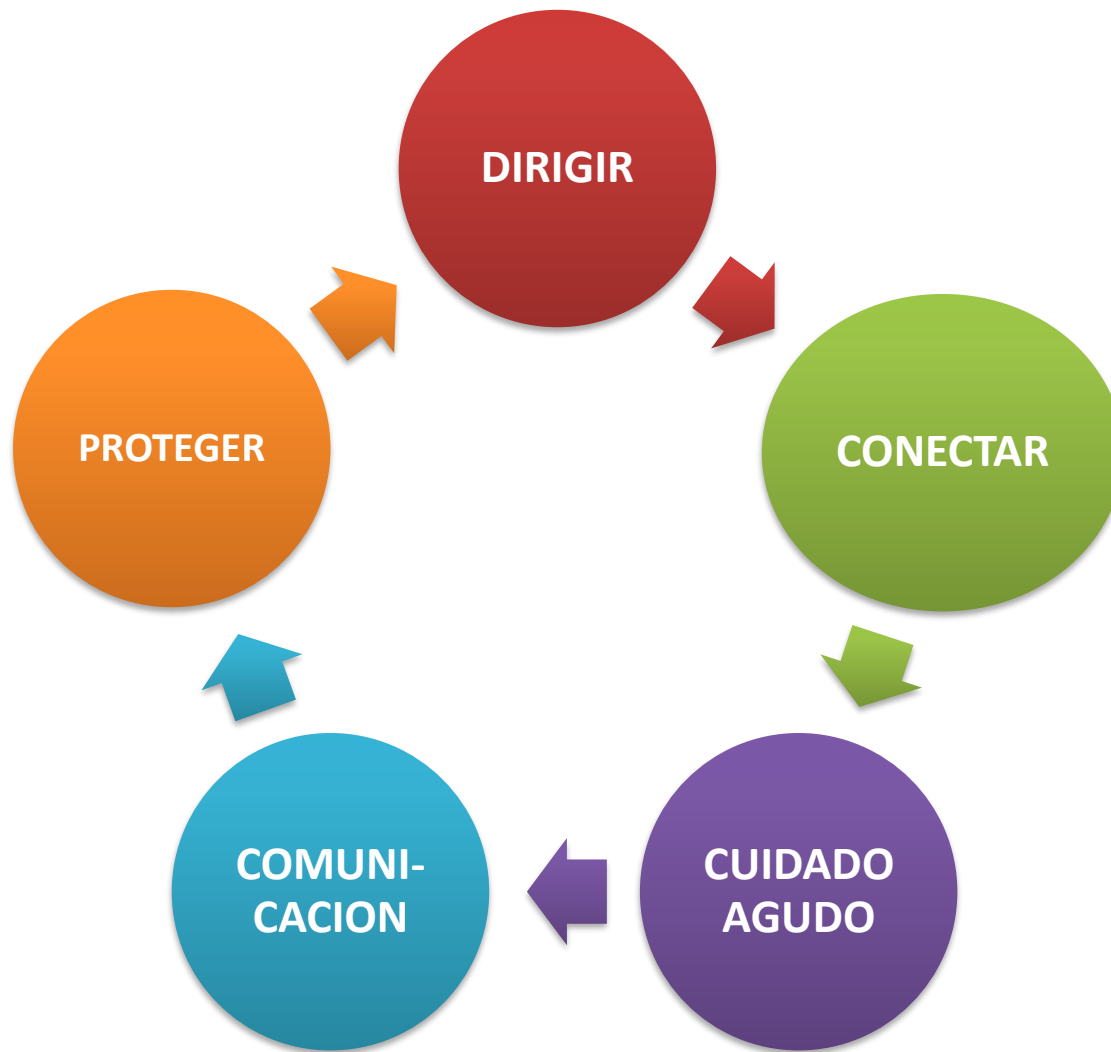 DIRIGIR
CONECTAR
CUIDADO
AGUDO
COMUNI-
CACION
PROTEGER